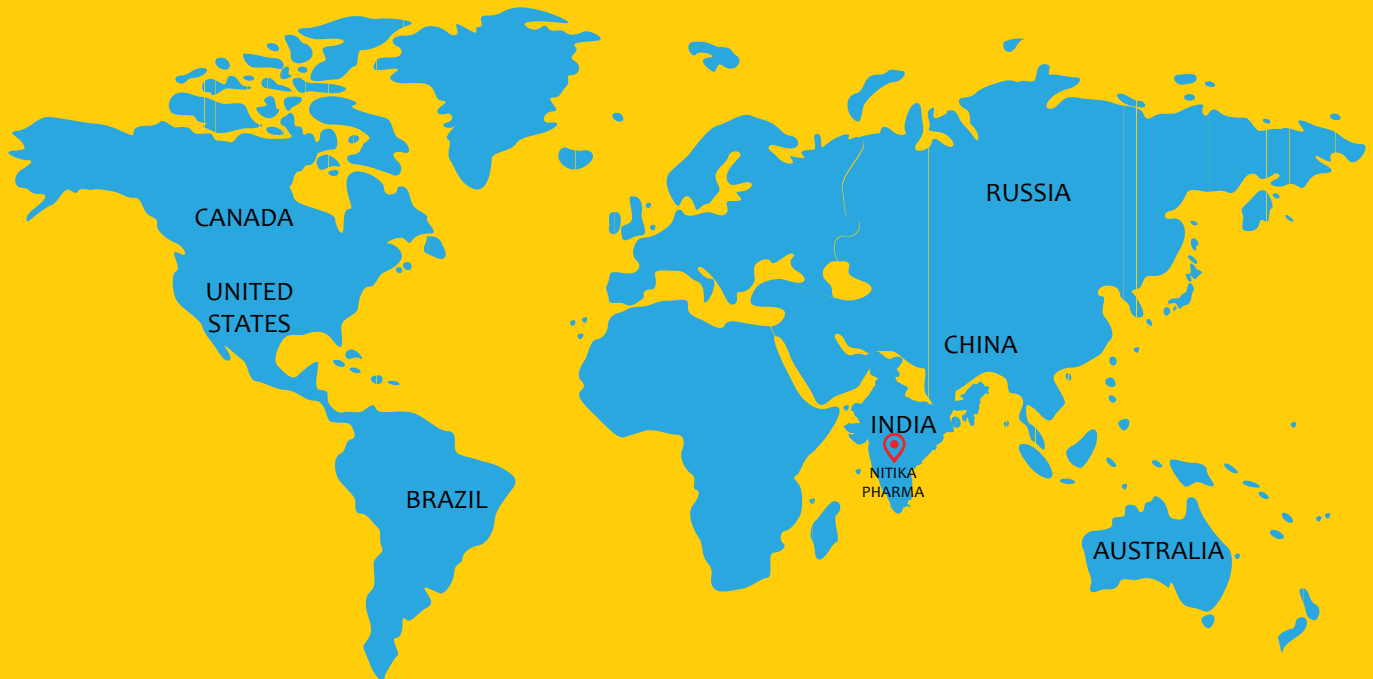 RUSSIA
CANADA
UNITED
STATES
CHINA
INDIA
NITIKA
PHARMA
BRAZIL
AUSTRALIA